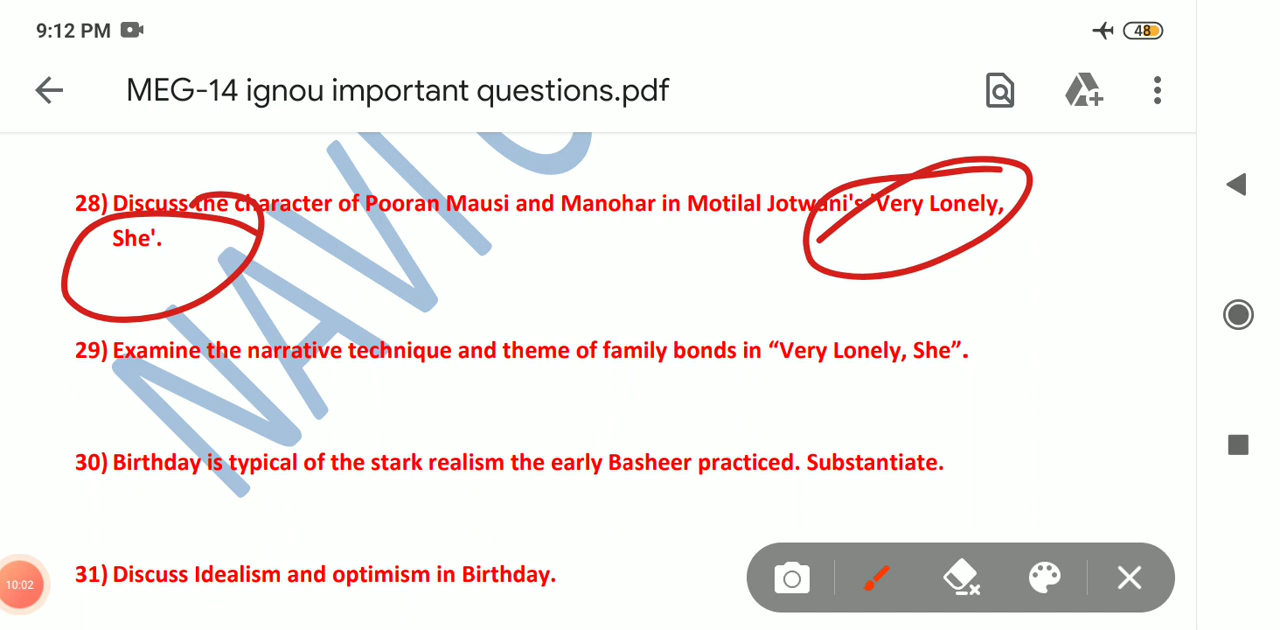 9:12 PM
48
MEG-14 ignou important questions.pdf
28) Discuss the character of Pooran Mausi and Manohar in Motilal Jotwani's 'Very Lonely,
She'.
29) Examine the narrative technique and theme of family bonds in “Very Lonely, She”.
30) Birthday is typical of the stark realism the early Basheer practiced. Substantiate.
31) Discuss Idealism and optimism in Birthday.
10:02